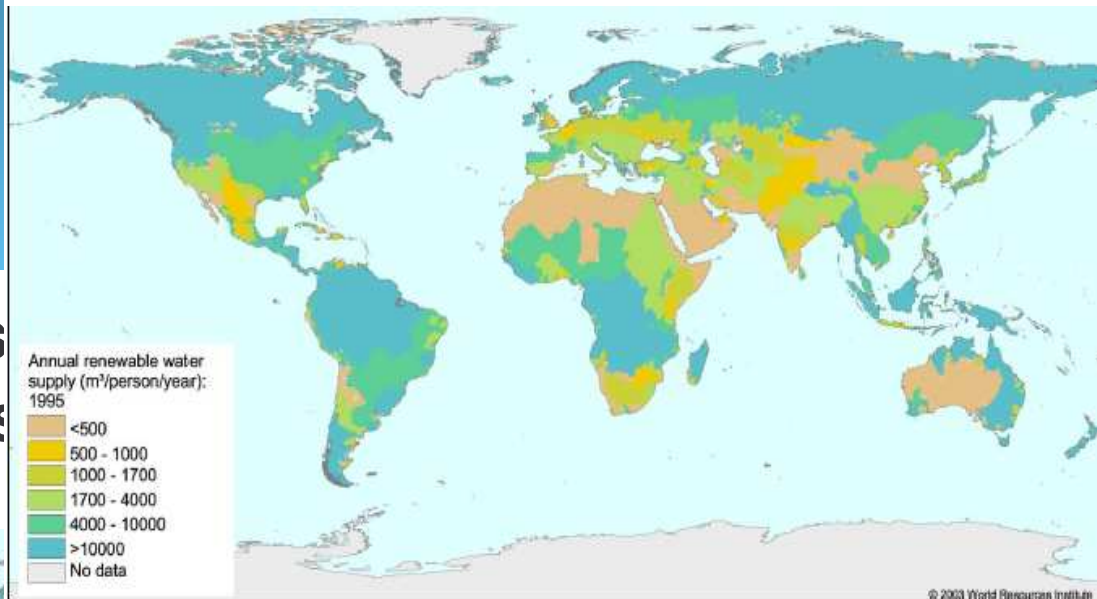 Annual renewable water
supply (m³/person/year):
1995
<500
500 - 1000
1000 - 1700
1700 - 4000
4000 - 10000
>10000
No data
© 2003 World Resources Institute